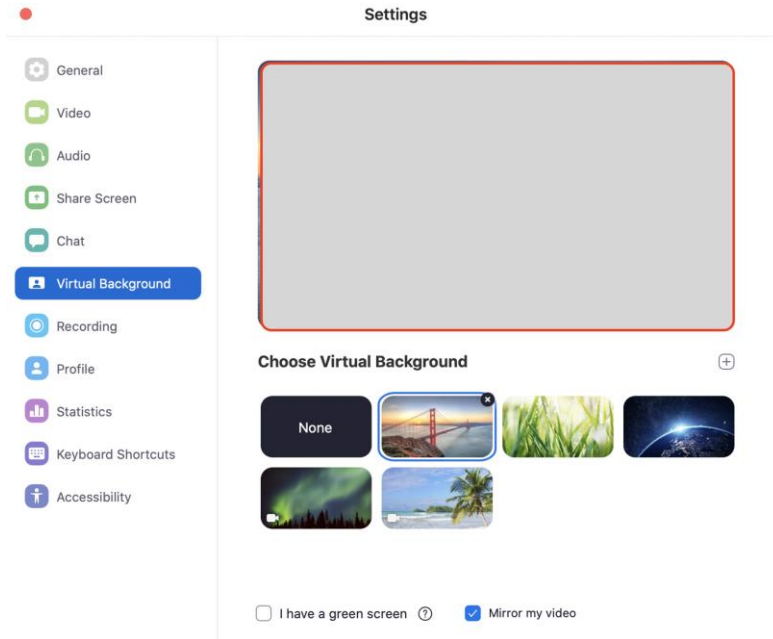 Settings
General
Video
Audio
Share Screen
Chat
Virtual Background
Recording
Profile
Statistics
Keyboard Shortcuts
Accessibility
Choose Virtual Background
None
I have a green screen
Mirror my video